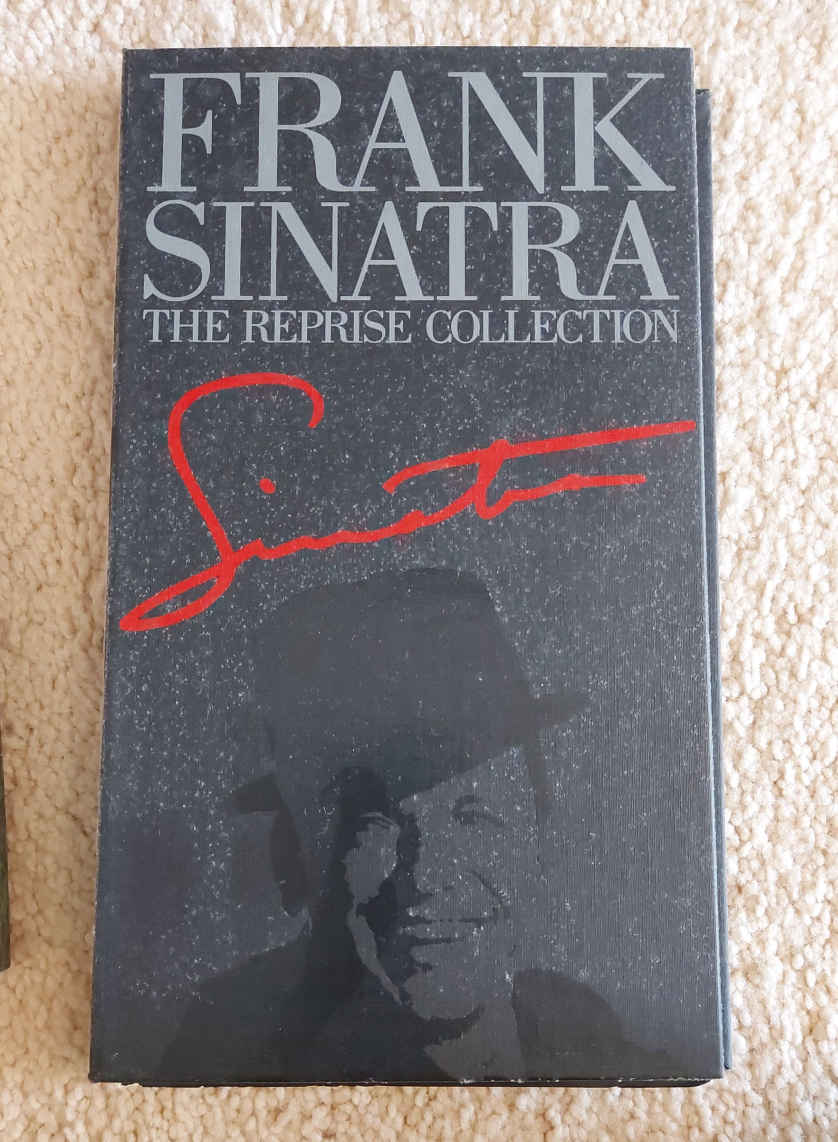 FRANK
SINATRA
THE REPRISE COLLECTION
Sinatra